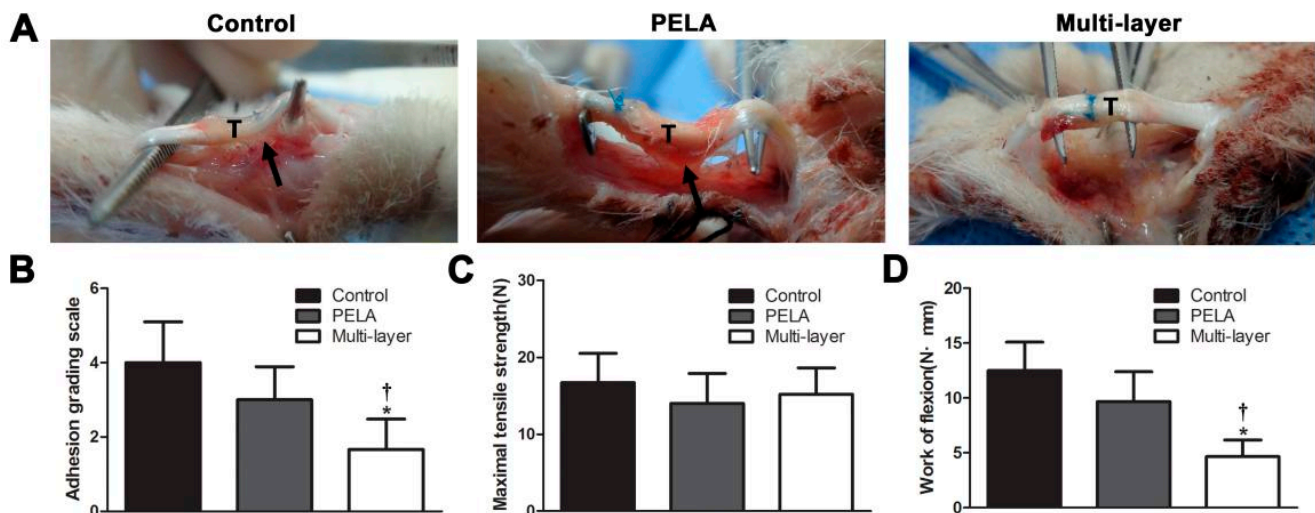 A
Control
PELA
Multi-layer
T
T
T
B
Adhesion grading scale
6
4
2
0
Control
PELA
Multi-layer
†
*
C
Maximal tensile strength(N)
30
20
10
0
Control
PELA
Multi-layer
D
Work of flexion(N· mm)
20
15
10
5
0
Control
PELA
Multi-layer
†
*